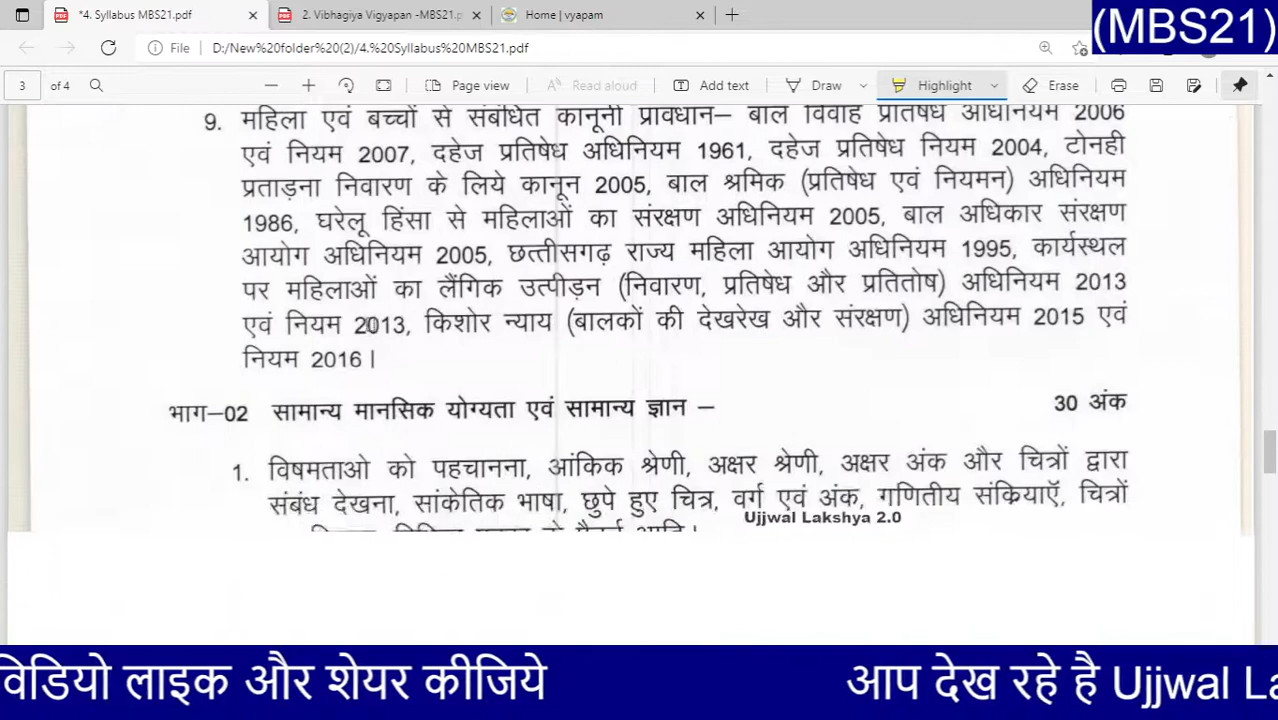 *4. Syllabus MBS21.pdf
2. Vibhagiya Vigyapan -MBS21.p
Home | vyapam
(MBS21)
File
D:/New%20folder%20(2)/4.%20Syllabus%20MBS21.pdf
3 of 4
Page view
Read aloud
Add text
Draw
Highlight
Erase
9. महिला एवं बच्चों से संबंधित कानूनी प्रावधान– बाल विवाह प्रतिषेध अधिनियम 2006
एवं नियम 2007, दहेज प्रतिषेध अधिनियम 1961, दहेज प्रतिषेध नियम 2004, टोनही
प्रताड़ना निवारण के लिये कानून 2005, बाल श्रमिक (प्रतिषेध एवं नियमन) अधिनियम
1986, घरेलू हिंसा से महिलाओं का संरक्षण अधिनियम 2005, बाल अधिकार संरक्षण
आयोग अधिनियम 2005, छत्तीसगढ़ राज्य महिला आयोग अधिनियम 1995, कार्यस्थल
पर महिलाओं का लैंगिक उत्पीड़न (निवारण, प्रतिषेध और प्रतितोष) अधिनियम 2013
एवं नियम 2013, किशोर न्याय (बालकों की देखरेख और संरक्षण) अधिनियम 2015 एवं
नियम 2016।
भाग–02 सामान्य मानसिक योग्यता एवं सामान्य ज्ञान – 30 अंक
1. विषमताओ को पहचानना, आंकिक श्रेणी, अक्षर श्रेणी, अक्षर अंक और चित्रों द्वारा
संबंध देखना, सांकेतिक भाषा, छुपे हुए चित्र, वर्ग एवं अंक, गणितीय संक्रियाऍ, चित्रों
Ujjwal Lakshya 2.0
विडियो लाइक और शेयर कीजिये
आप देख रहे है Ujjwal La